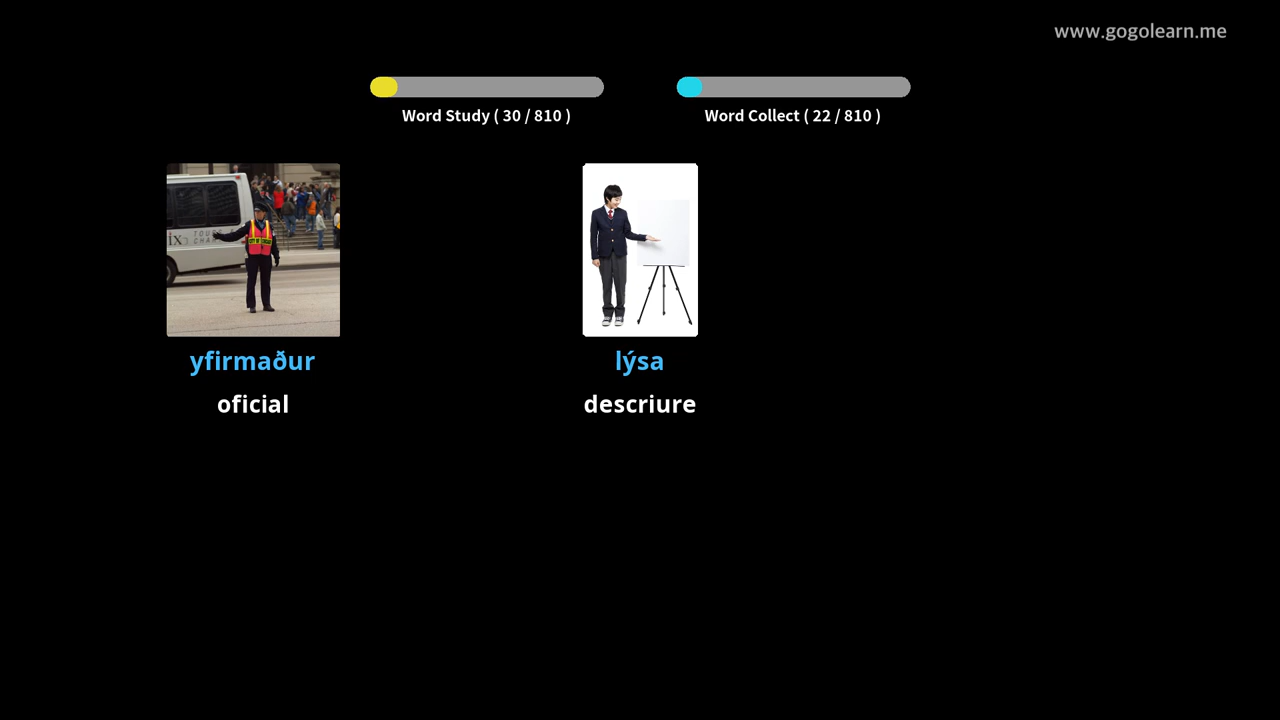 www.gogolearn.me
Word Study ( 30 / 810 )
Word Collect ( 22 / 810 )
yfirmaður
oficial
lýsa
descriure